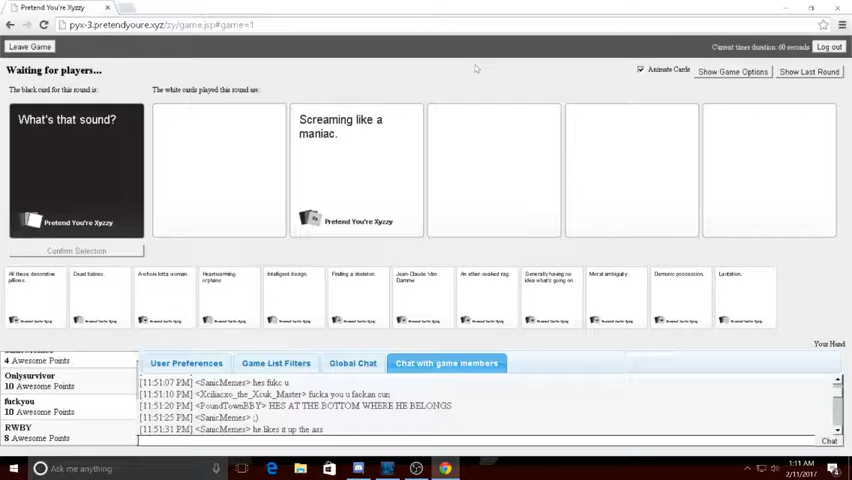 Pretend You're Xyzzy
pyx-3.pretendyoure.xyz/zy/game.jsp#game=1
Leave Game
Current timer duration: 60 seconds
Log out
Waiting for players...
Animate Cards
Show Game Options
Show Last Round
The black card for this round is:
The white cards played this round are:
What's that sound?
Screaming like a
maniac.
Pretend You're Xyzzy
Pretend You're Xyzzy
Confirm Selection
All these decorative
pillows.
Dead babies.
A whole lotta woman.
Heartwarming
orphans
Intelligent design.
Finding a skeleton.
Jean-Claude Van
Damme
An ether-soaked rag.
Generally having no
idea what's going on.
Moral ambiguity.
Demonic possession.
Lactation.
Your Hand
4 Awesome Points
Onlysurvivor
10 Awesome Points
fuckyou
10 Awesome Points
RWBY
8 Awesome Points
User Preferences
Game List Filters
Global Chat
Chat with game members
[11:51:07 PM] <SanicMemes> hes fukc u
[11:51:10 PM] <Xciliacxo_the_Xcuk_Master> fucka you u fackan cun
[11:51:20 PM] <PoundTownBBY> HES AT THE BOTTOM WHERE HE BELONGS
[11:51:25 PM] <SanicMemes> ;)
[11:51:31 PM] <SanicMemes> he likes it up the ass
Chat
Ask me anything
1:11 AM
2/11/2017